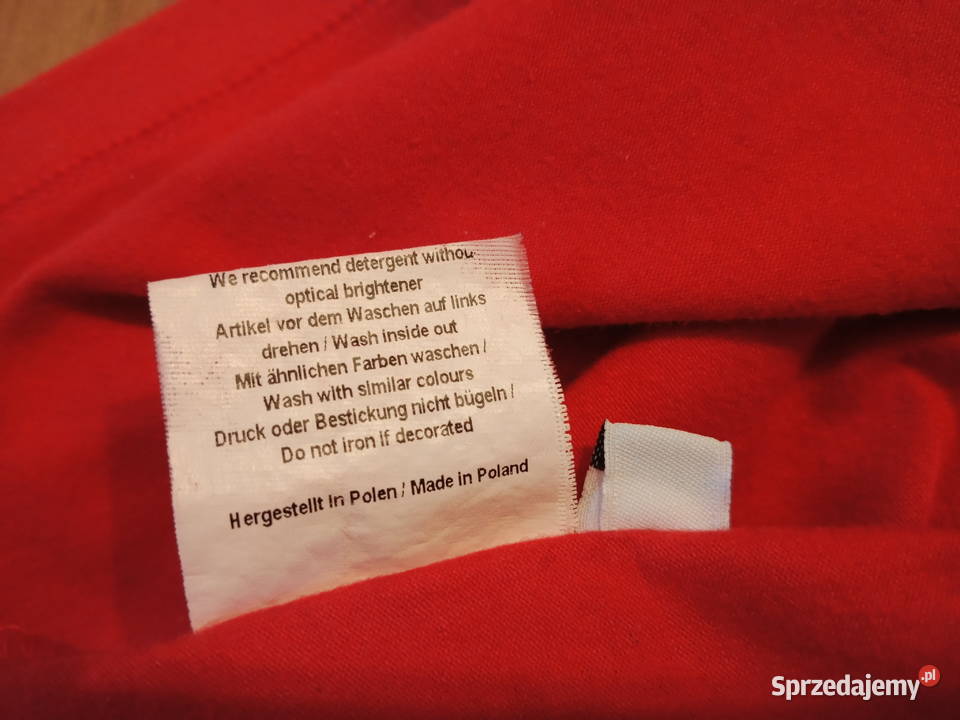 We recommend detergent withou
optical brightener
Artikel vor dem Waschen auf links
drehen / Wash inside out
Mit ähnlichen Farben waschen /
Wash with similar colours
Druck oder Bestickung nicht bügeln /
Do not iron if decorated
Hergestellt in Polen / Made in Poland
Sprzedajemy.pl